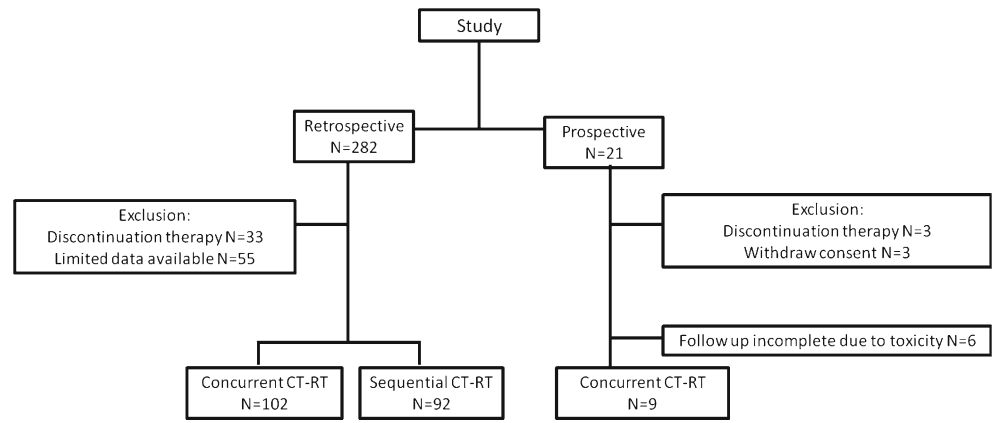 Study
Retrospective
N=282
Prospective
N=21
Exclusion:
Discontinuation therapy N=33
Limited data available N=55
Exclusion:
Discontinuation therapy N=3
Withdraw consent N=3
Follow up incomplete due to toxicity N=6
Concurrent CT-RT
N=102
Sequential CT-RT
N=92
Concurrent CT-RT
N=9